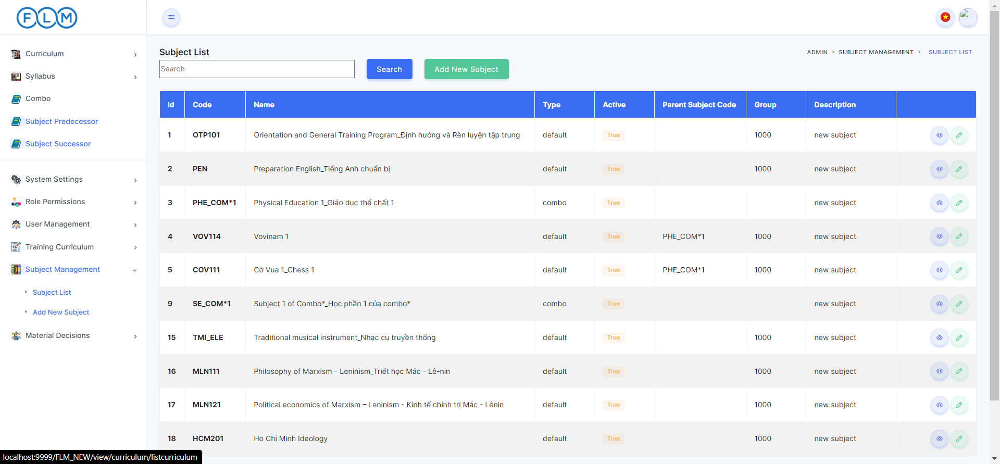 FLM
Curriculum
Syllabus
Combo
Subject Predecessor
Subject Successor
System Settings
Role Permissions
User Management
Training Curriculum
Subject Management
Subject List
Add New Subject
Material Decisions
Subject List
ADMIN > SUBJECT MANAGEMENT > SUBJECT LIST
Search Search Add New Subject
Id Code Name Type Active Parent Subject Code Group Description
1 OTP101 Orientation and General Training Program_Định hướng và Rèn luyện tập trung default True 1000 new subject
2 PEN Preparation English_Tiếng Anh chuẩn bị default True 1000 new subject
3 PHE_COM*1 Physical Education 1_Giáo dục thể chất 1 combo True new subject
4 VOV114 Vovinam 1 default True PHE_COM*1 1000 new subject
5 COV111 Cờ Vua 1_Chess 1 default True PHE_COM*1 1000 new subject
9 SE_COM*1 Subject 1 of Combo*_Học phần 1 của combo* combo True new subject
15 TMI_ELE Traditional musical instrument_Nhạc cụ truyền thống default True 1000 new subject
16 MLN111 Philosophy of Marxism – Leninism_Triết học Mác - Lê-nin default True 1000 new subject
17 MLN121 Political economics of Marxism – Leninism - Kinh tế chính trị Mác - Lênin default True 1000 new subject
18 HCM201 Ho Chi Minh Ideology default True 1000 new subject
localhost:9999/FLM_NEW/view/curriculum/listcurriculum